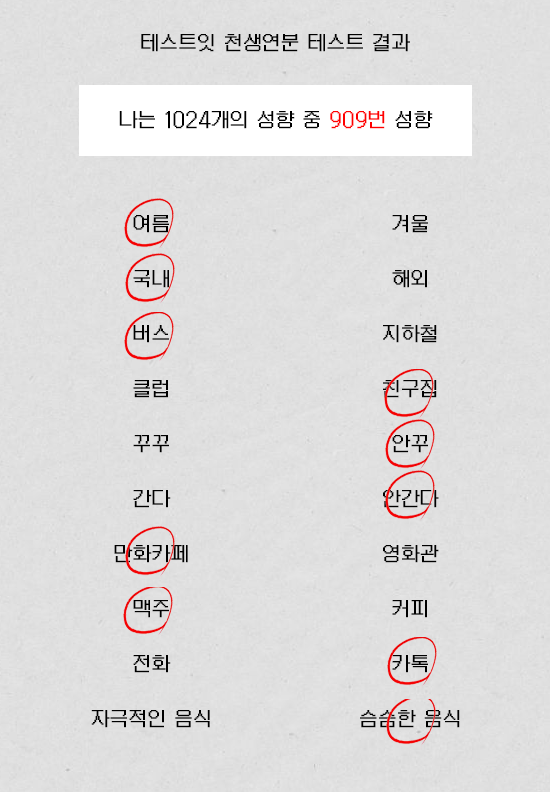 테스트잇 천생연분 테스트 결과
나는 1024개의 성향 중 909번 성향
여름 겨울
국내 해외
버스 지하철
클럽 친구집
꾸꾸 안꾸
간다 안간다
만화카페 영화관
맥주 커피
전화 카톡
자극적인 음식 슴슴한 음식